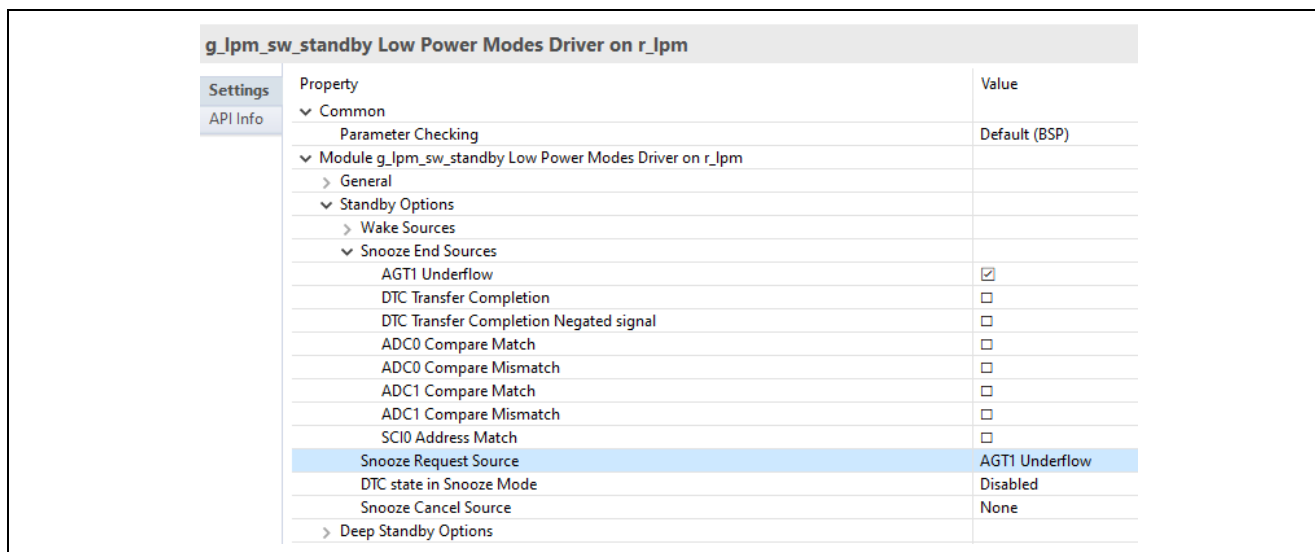 g_lpm_sw_standby Low Power Modes Driver on r_lpm
Settings
API Info
Property Value
Common
Parameter Checking Default (BSP)
Module g_lpm_sw_standby Low Power Modes Driver on r_lpm
General
Standby Options
Wake Sources
Snooze End Sources
AGT1 Underflow
DTC Transfer Completion
DTC Transfer Completion Negated signal
ADC0 Compare Match
ADC0 Compare Mismatch
ADC1 Compare Match
ADC1 Compare Mismatch
SCI0 Address Match
Snooze Request Source AGT1 Underflow
DTC state in Snooze Mode Disabled
Snooze Cancel Source None
Deep Standby Options